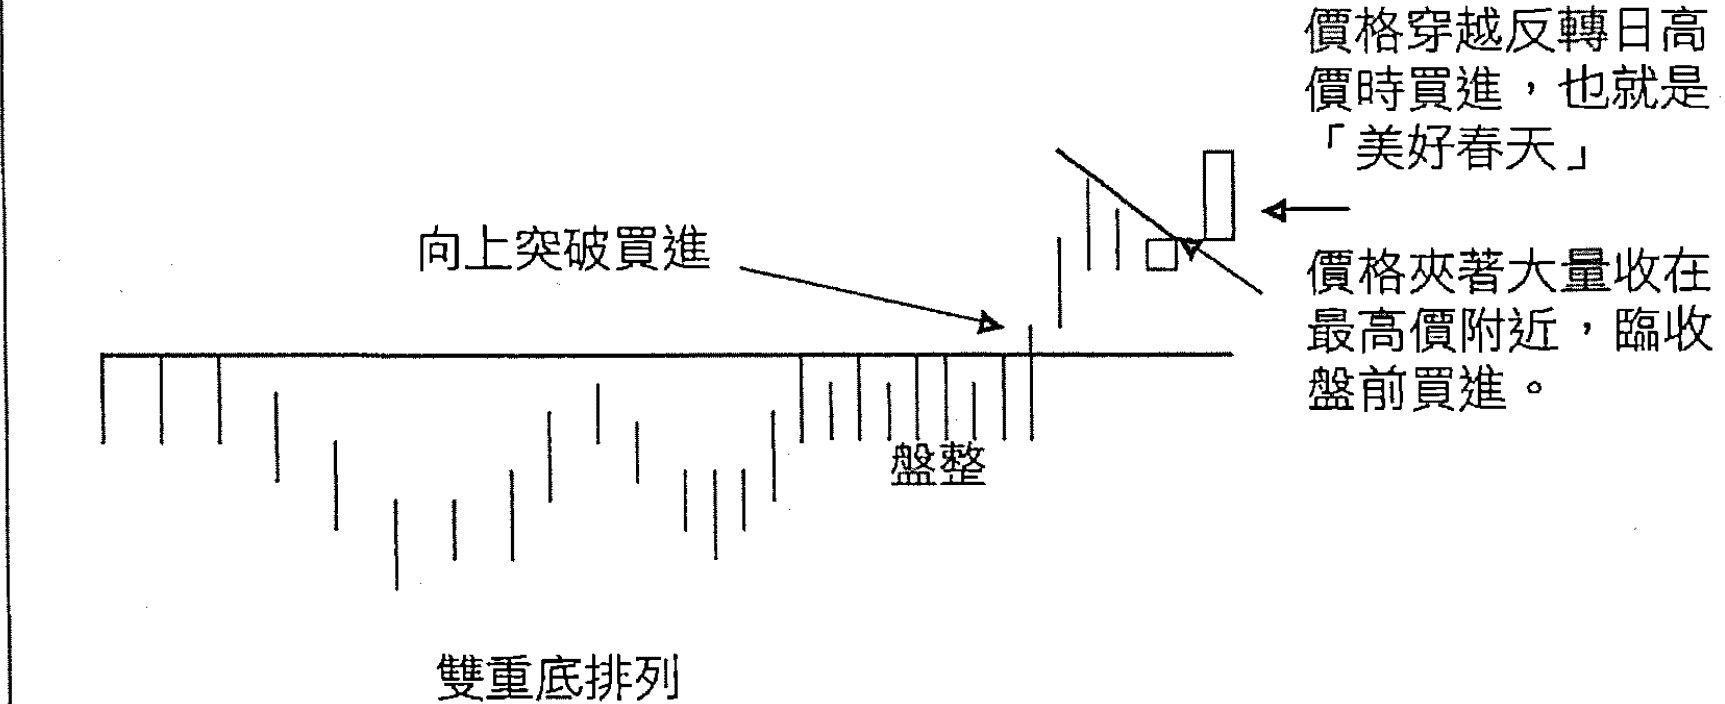 價格穿越反轉日高
價時買進，也就是
「美好春天」
向上突破買進
價格夾著大量收在
最高價附近，臨收
盤前買進。
盤整
雙重底排列